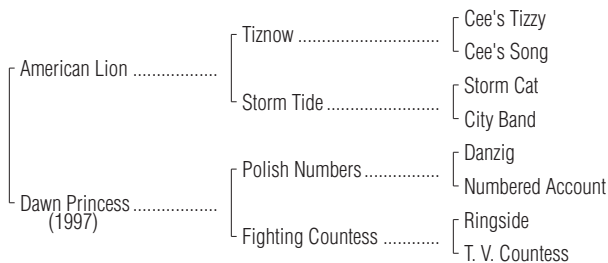 Cee's Tizzy
Tiznow ................................
Cee's Song
American Lion ..................
Storm Cat
Storm Tide .........................
City Band
Danzig
Polish Numbers.................
Numbered Account
Dawn Princess ..................
(1997)
Ringside
Fighting Countess ............
T. V. Countess